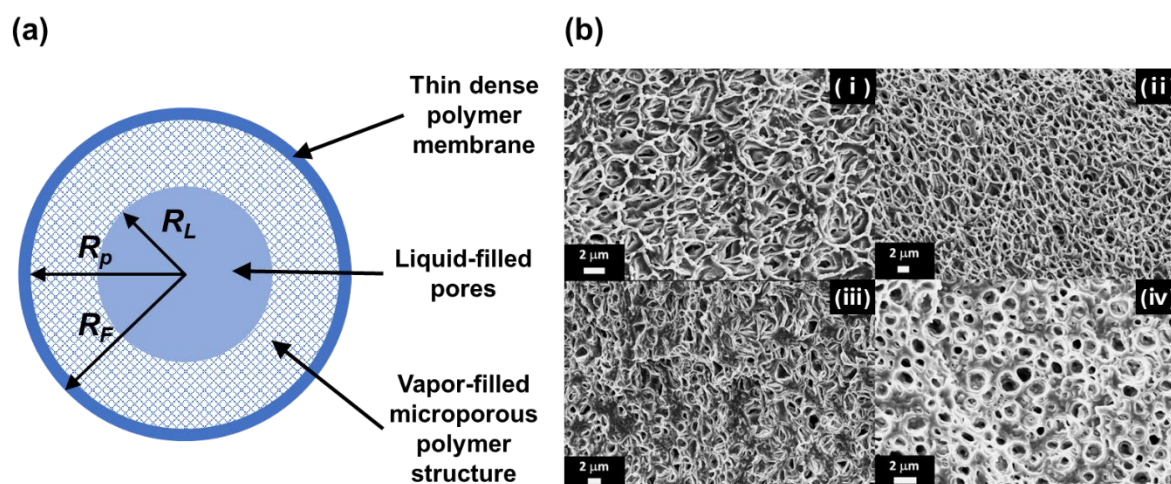 (a)
Thin dense
polymer
membrane
R_L
R_p
R_F
Liquid-filled
pores
Vapor-filled
microporous
polymer
structure
(b)
(i)
(ii)
2 μm
2 μm
(iii)
(iv)
2 μm
2 μm